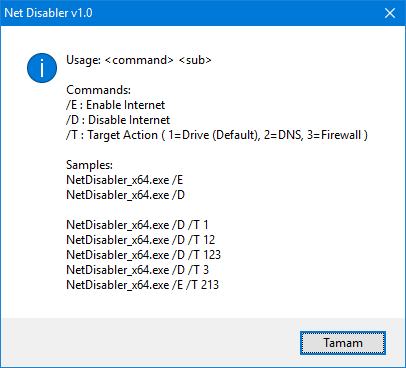 Net Disabler v1.0
Usage: <command> <sub>
Commands:
/E : Enable Internet
/D : Disable Internet
/T : Target Action ( 1=Drive (Default), 2=DNS, 3=Firewall )
Samples:
NetDisabler_x64.exe /E
NetDisabler_x64.exe /D
NetDisabler_x64.exe /D /T 1
NetDisabler_x64.exe /D /T 12
NetDisabler_x64.exe /D /T 123
NetDisabler_x64.exe /D /T 3
NetDisabler_x64.exe /E /T 213
Tamam